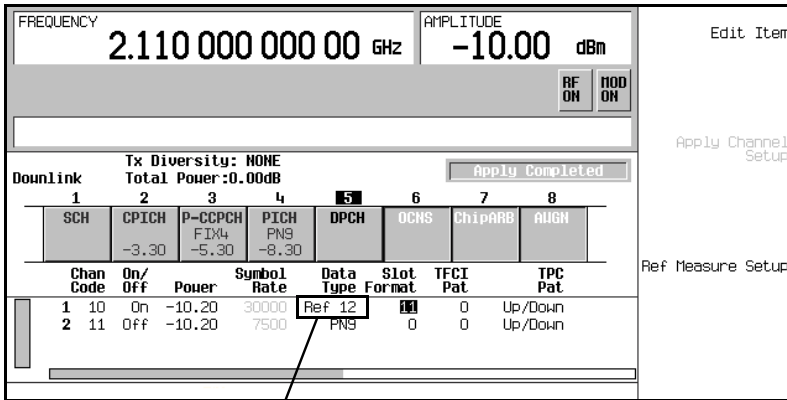 FREQUENCY
2.110 000 000 00 GHz
AMPLITUDE
-10.00 dBm
RF ON
MOD ON
Edit Item
Apply Channel Setup
Ref Measure Setup
Tx Diversity: NONE
Downlink Total Power:0.00dB
Apply Completed
1 2 3 4 5 6 7 8
SCH CPICH P-CCPCH PICH DPCH OCNS ChipARB AWGN
FIX4 PN9
-3.30 -5.30 -8.30
Chan On/ Symbol Data Slot TFCI TPC
Code Off Power Rate Type Format Pat Pat
1 10 On -10.20 30000 Ref 12 11 0 Up/Down
2 11 Off -10.20 7500 PN9 0 0 Up/Down